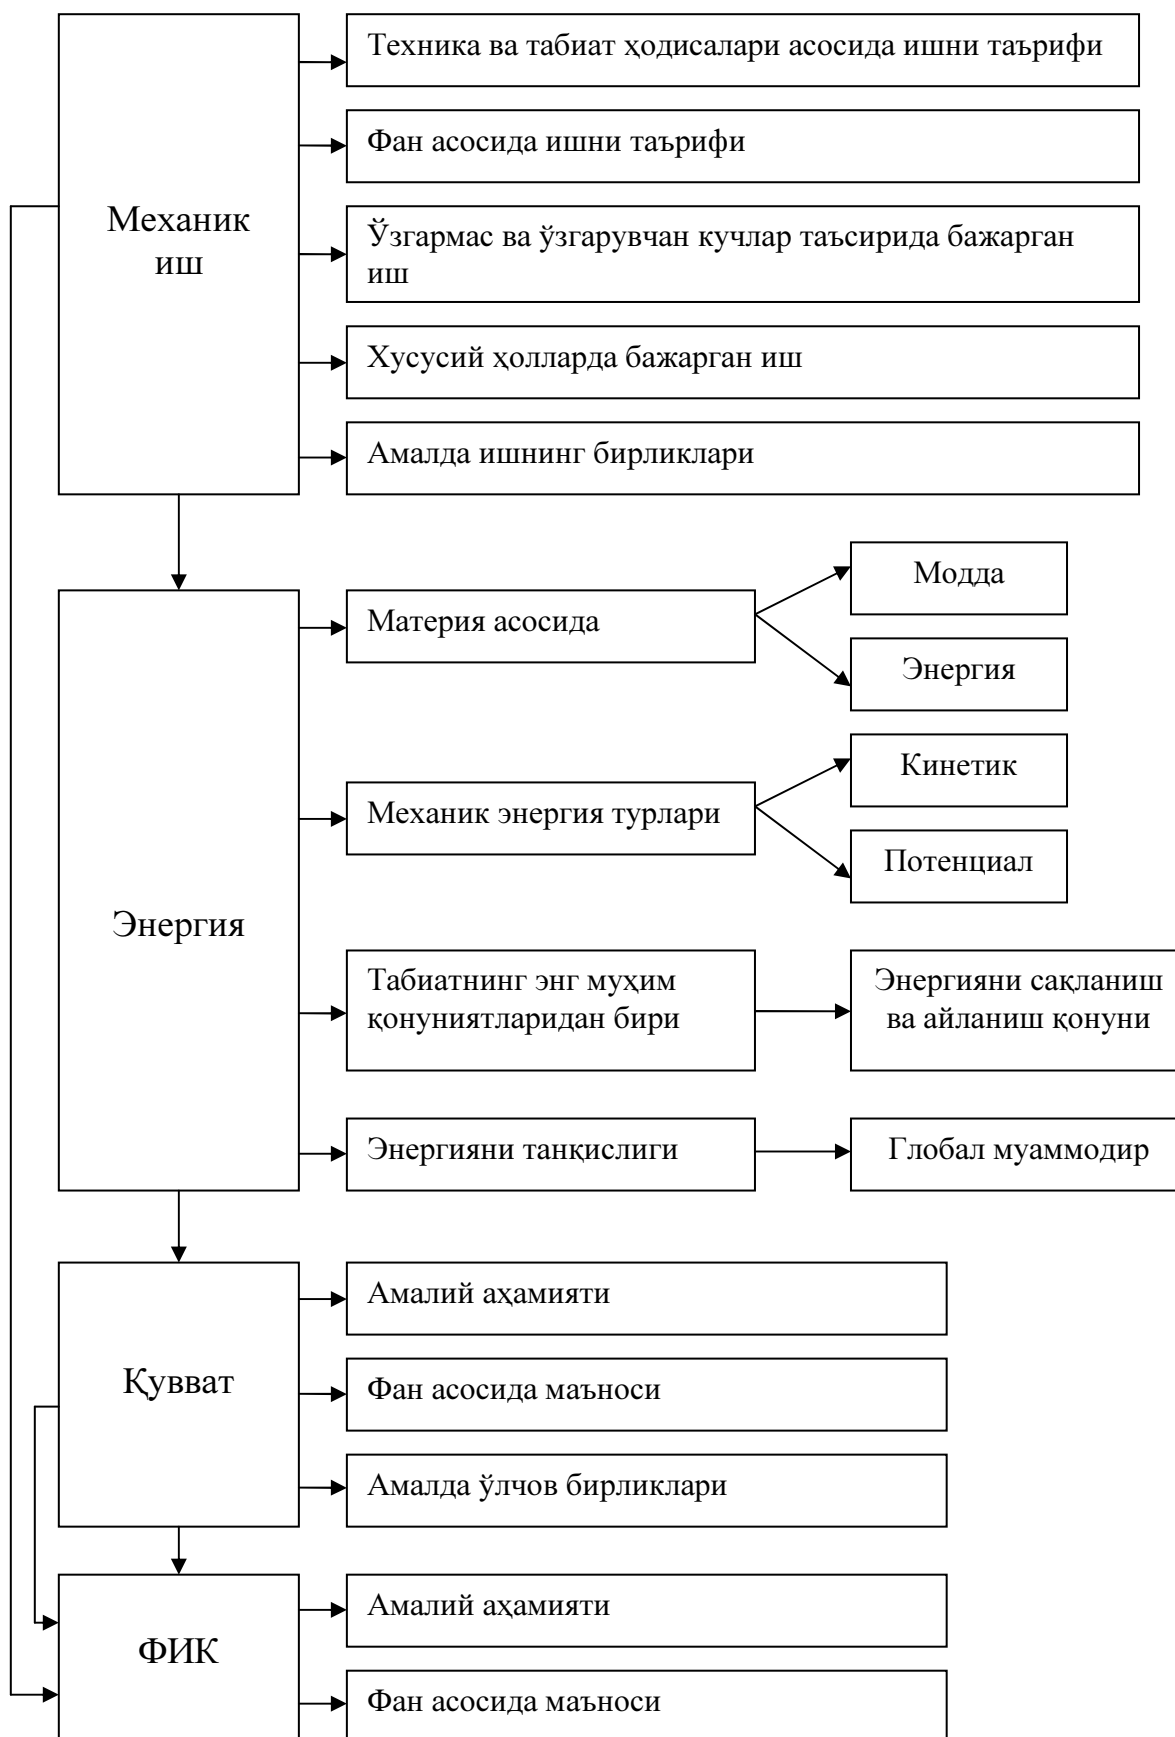 Механик
иш
Техника ва табиат ҳодисалари асосида ишни таърифи
Фан асосида ишни таърифи
Ўзгармас ва ўзгарувчан кучлар таъсирида бажарган
иш
Хусусий ҳолларда бажарган иш
Амалда ишнинг бирликлари
Энергия
Материя асосида
Модда
Энергия
Механик энергия турлари
Кинетик
Потенциал
Табиатнинг энг муҳим
қонуниятларидан бири
Энергияни сақланиш
ва айланиш қонуни
Энергияни танқислиги
Глобал муаммодир
Қувват
Амалий аҳамияти
Фан асосида маъноси
Амалда ўлчов бирликлари
ФИК
Амалий аҳамияти
Фан асосида маъноси